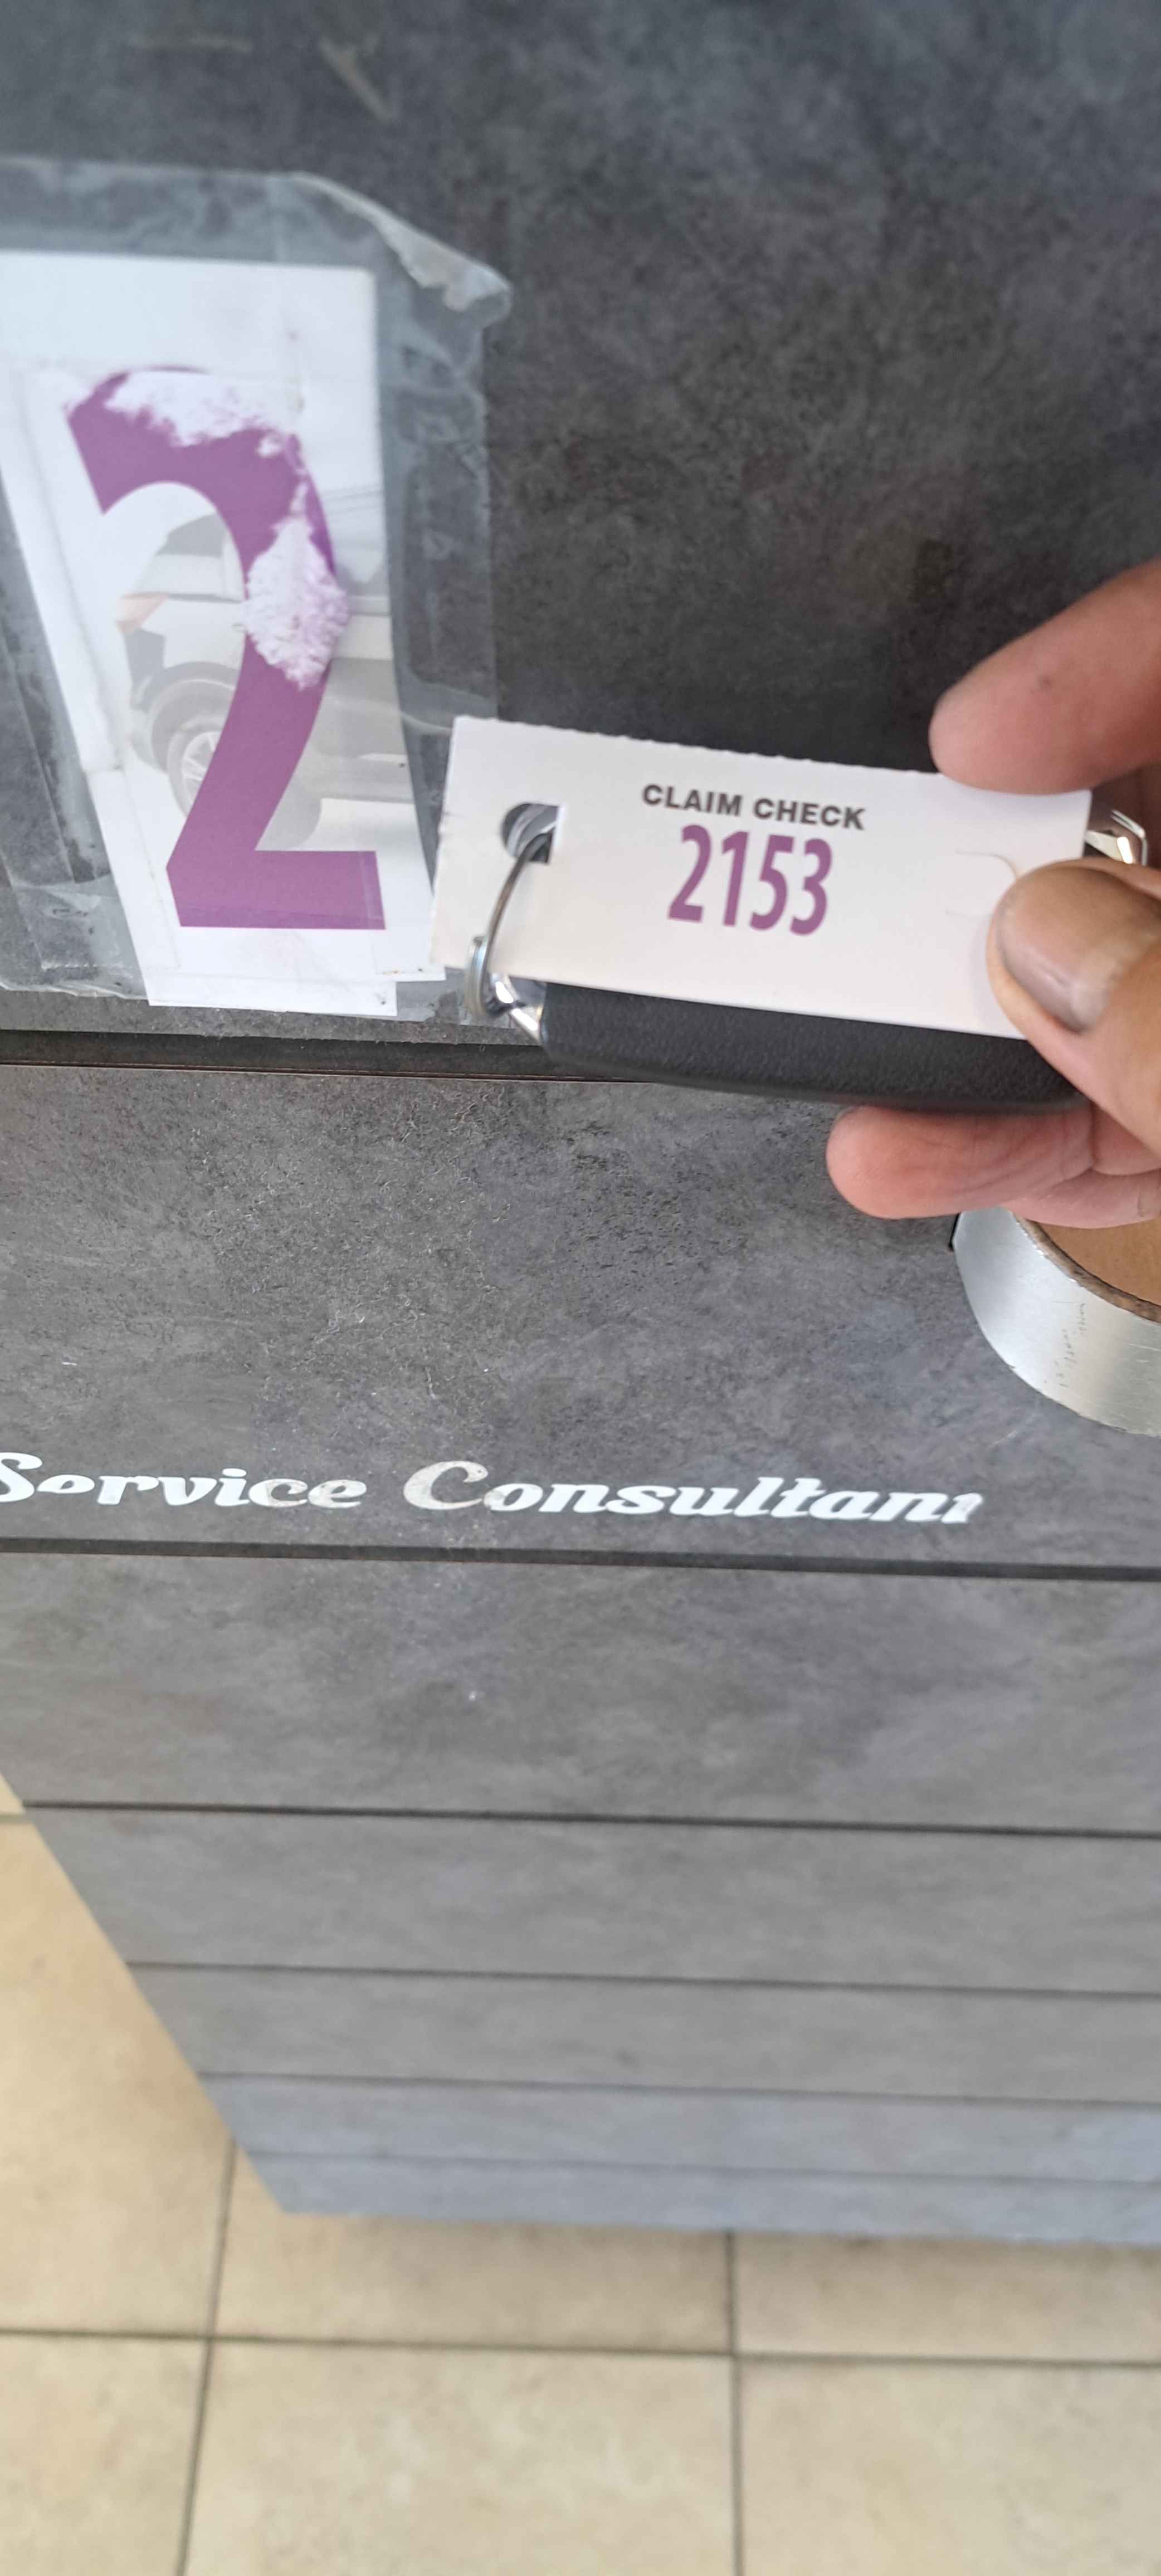 2
CLAIM CHECK
2153
Service Consultant